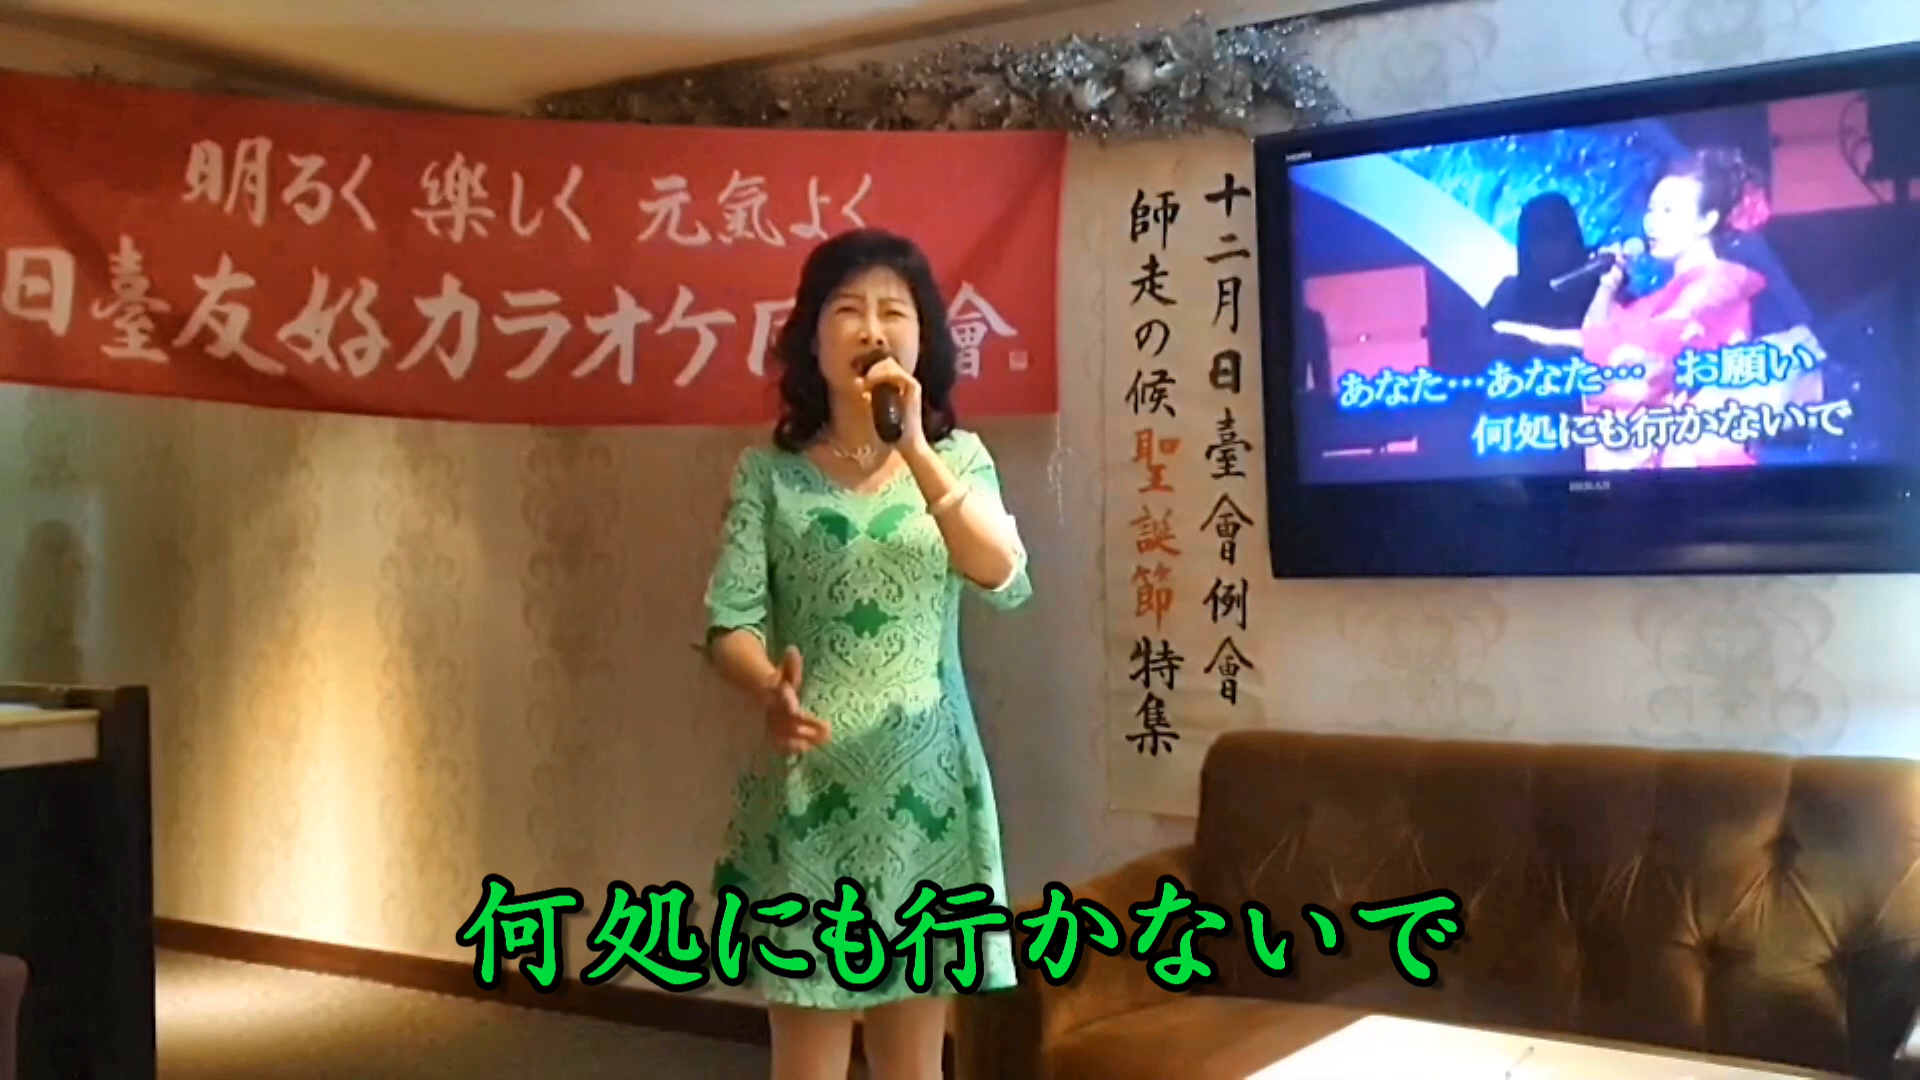 明るく 楽しく 元氣よく
日臺友好カラオケ
會
十二月日臺會例會
師走の候聖誕節特集
あなた…あなた… お願い
何処にも行かないで
HERAN
何処にも行かないで